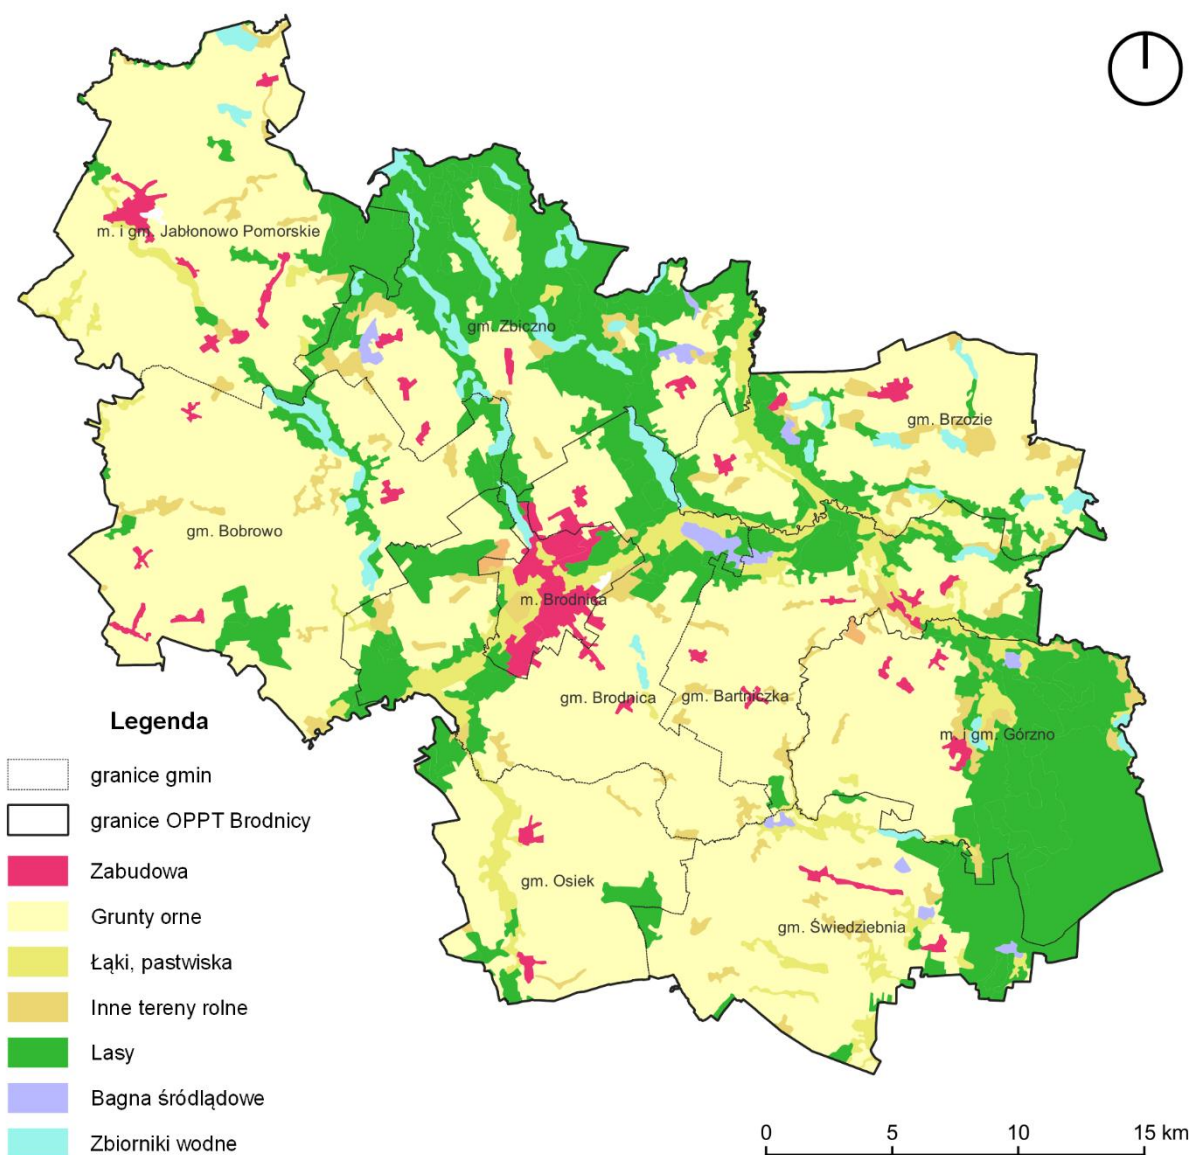 m. i gm. Jabłonowo Pomorskie
gm. Zbiczno
gm. Brzozie
gm. Bobrowo
m. Brodnica
gm. Brodnica
gm. Bartniczka
m. i gm. Górzno
gm. Osiek
gm. Świedziebnia
Legenda
granice gmin
granice OPPT Brodnicy
Zabudowa
Grunty orne
Łąki, pastwiska
Inne tereny rolne
Lasy
Bagna śródlądowe
Zbiorniki wodne
0 5 10 15 km